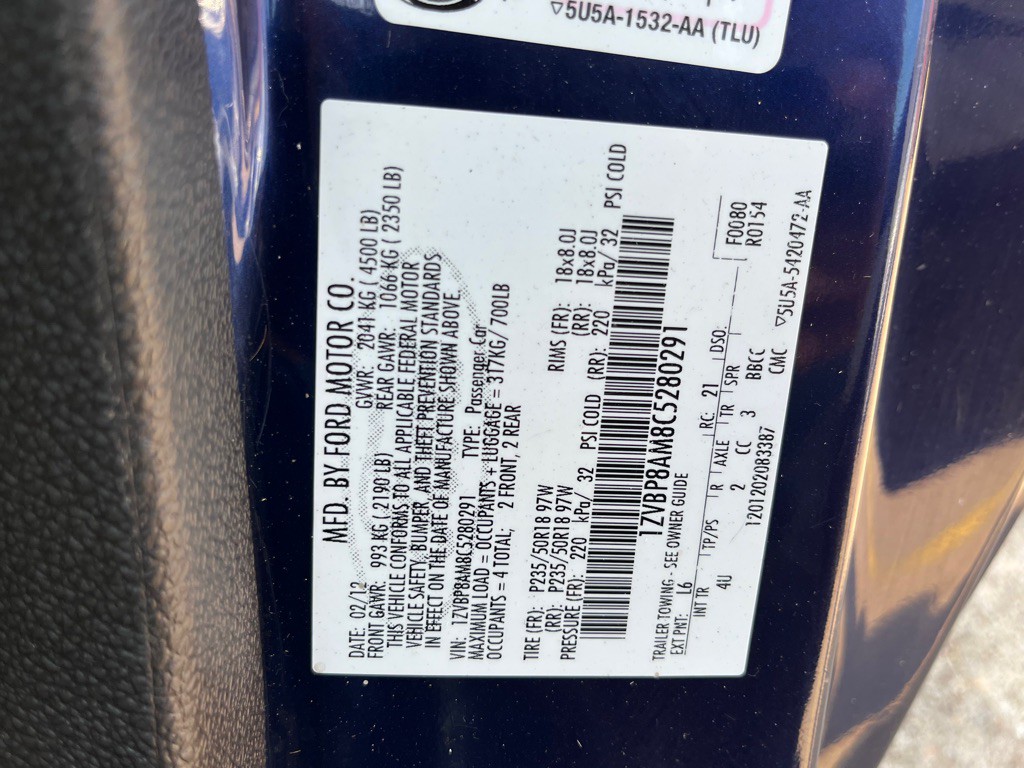 ▽5U5A-1532-AA (TLU)
MFD. BY FORD MOTOR CO.
DATE: 02/12 GVWR: 2041 KG ( 4500 LB)
FRONT GAWR: 993 KG ( 2190 LB) REAR GAWR: 1066 KG ( 2350 LB)
THIS VEHICLE CONFORMS TO ALL APPLICABLE FEDERAL MOTOR
VEHICLE SAFETY, BUMPER, AND THEFT PREVENTION STANDARDS
IN EFFECT ON THE DATE OF MANUFACTURE SHOWN ABOVE.
VIN: 1ZVBP8AM8C5280291 TYPE: Passenger Car
MAXIMUM LOAD = OCCUPANTS + LUGGAGE = 317KG/ 700LB
OCCUPANTS = 4 TOTAL; 2 FRONT, 2 REAR
TIRE (FR): P235/50R18 97W RIMS (FR): 18x8.0J
(RR): P235/50R18 97W (RR): 18x8.0J
PRESSURE (FR): 220 kPa/ 32 PSI COLD (RR): 220 kPa/ 32 PSI COLD
1ZVBP8AM8C5280291
TRAILER TOWING - SEE OWNER GUIDE F0080
EXT PNT: L6 RC: 21 DSO: R0154
INT TR TP/PS R AXLE TR SPR
4U 2 CC 3 BBRC
1201202083387 CMC ▽5U5A-5420472-AA